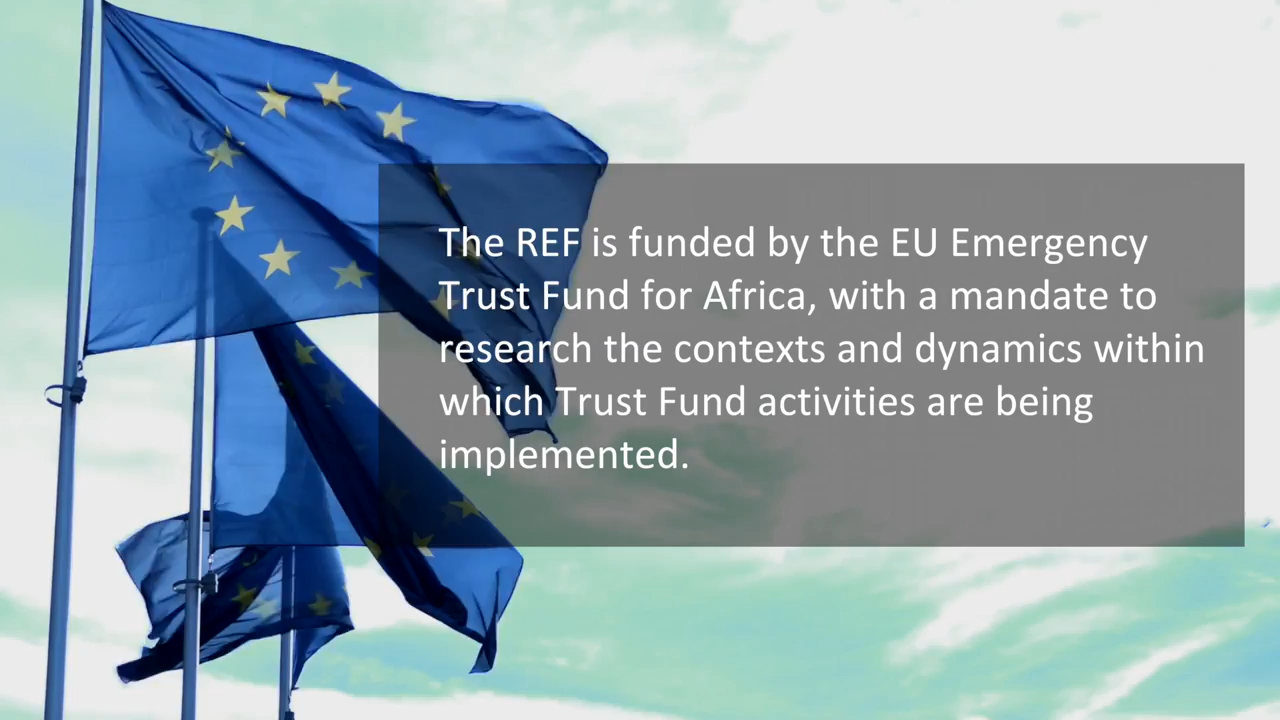 The REF is funded by the EU Emergency
Trust Fund for Africa, with a mandate to
research the contexts and dynamics within
which Trust Fund activities are being
implemented.